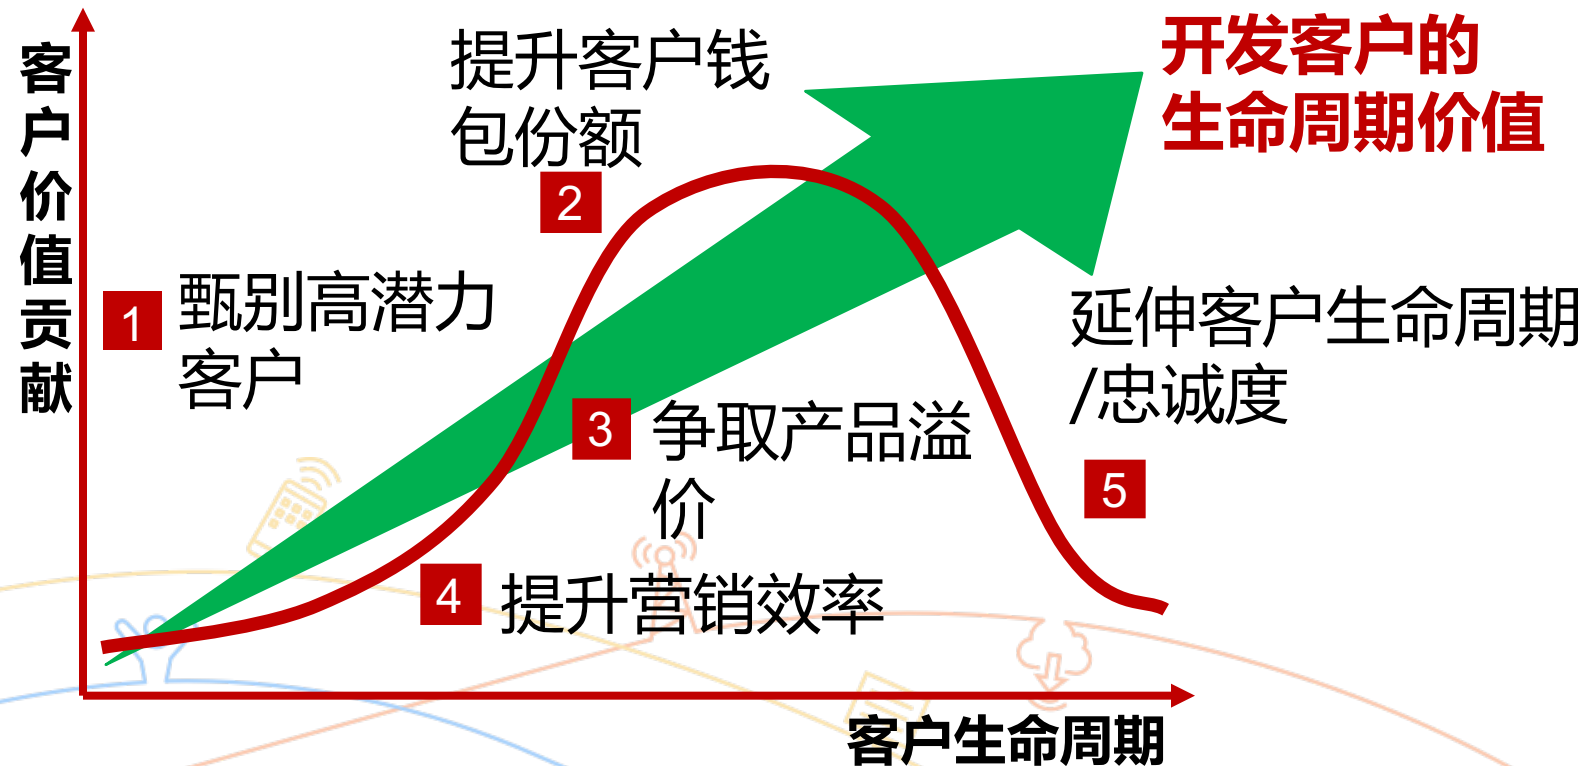 客户价值贡献
开发客户的
生命周期价值
提升客户钱
包份额
2
1
甄别高潜力
客户
延伸客户生命周期
/忠诚度
3
争取产品溢
价
5
4
提升营销效率
客户生命周期